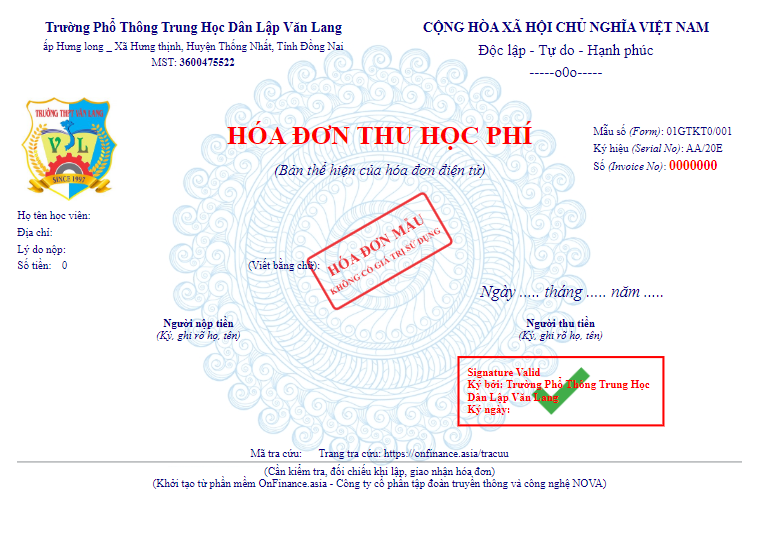 Trường Phổ Thông Trung Học Dân Lập Văn Lang
ấp Hưng long _ Xã Hưng thịnh, Huyện Thống Nhất, Tỉnh Đồng Nai
MST: 3600475522
CỘNG HÒA XÃ HỘI CHỦ NGHĨA VIỆT NAM
Độc lập - Tự do - Hạnh phúc
-----o0o-----
TRƯỜNG THPT DÂN LANG
V L
SINCE 1997
HÓA ĐƠN THU HỌC PHÍ
(Bản thể hiện của hóa đơn điện tử)
Mẫu số (Form): 01GTKT0/001
Ký hiệu (Serial No): AA/20E
Số (Invoice No): 0000000
Họ tên học viên:
Địa chỉ:
Lý do nộp:
Số tiền: 0 (Viết bằng chữ):
HÓA ĐƠN MẪU
KHÔNG CÓ GIÁ TRỊ SỬ DỤNG
Ngày ..... tháng ..... năm .....
Người nộp tiền
(Ký, ghi rõ họ, tên)
Người thu tiền
(Ký, ghi rõ họ, tên)
Signature Valid
Ký bởi: Trường Phổ Thông Trung Học
Dân Lập Văn Lang
Ký ngày:
Mã tra cứu: Trang tra cứu: https://onfinance.asia/tracuu
(Cần kiểm tra, đối chiếu khi lập, giao nhận hóa đơn)
(Khởi tạo từ phần mềm OnFinance.asia - Công ty cổ phần tập đoàn truyền thông và công nghệ NOVA)